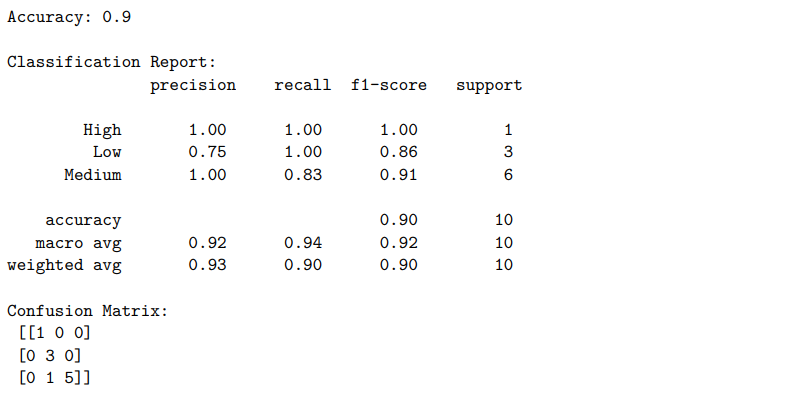 Accuracy: 0.9
Classification Report:
precision recall f1-score support
High 1.00 1.00 1.00 1
Low 0.75 1.00 0.86 3
Medium 1.00 0.83 0.91 6
accuracy 0.90 10
macro avg 0.92 0.94 0.92 10
weighted avg 0.93 0.90 0.90 10
Confusion Matrix:
[[1 0 0]
[0 3 0]
[0 1 5]]